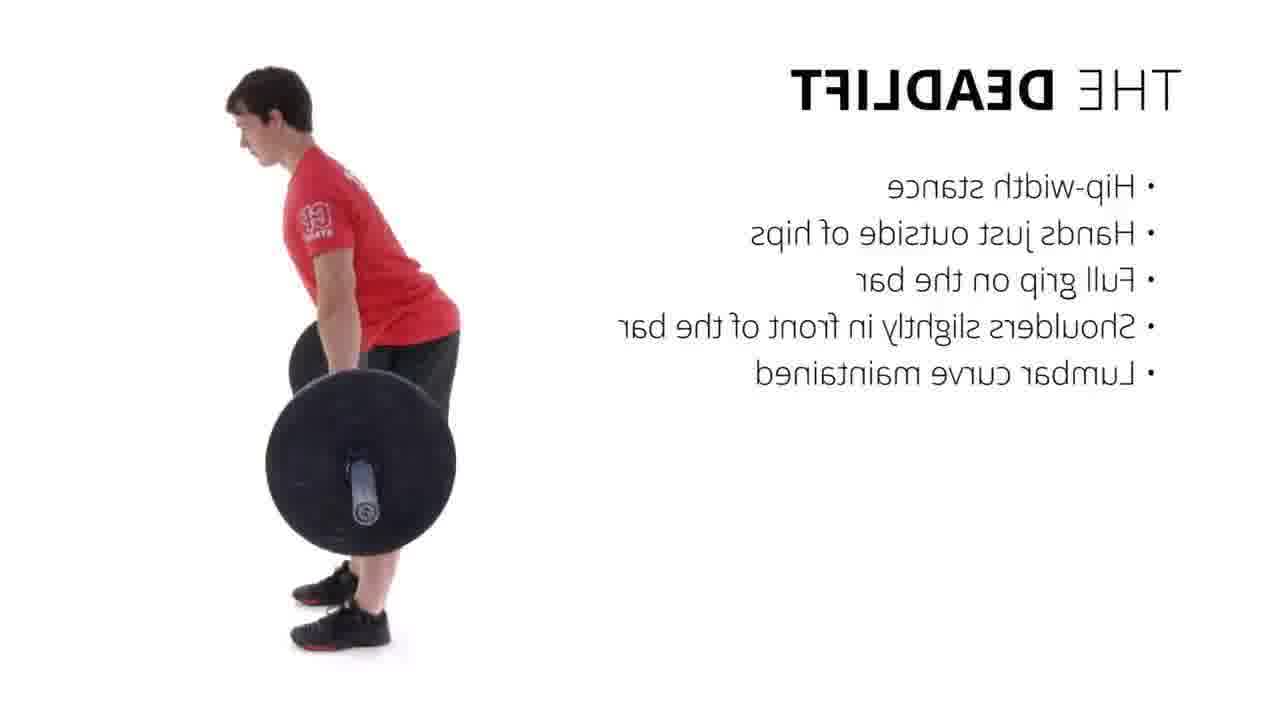 THE DEADLIFT
• Hip-width stance
• Hands just outside of hips
• Full grip on the bar
• Shoulders slightly in front of the bar
• Lumbar curve maintained